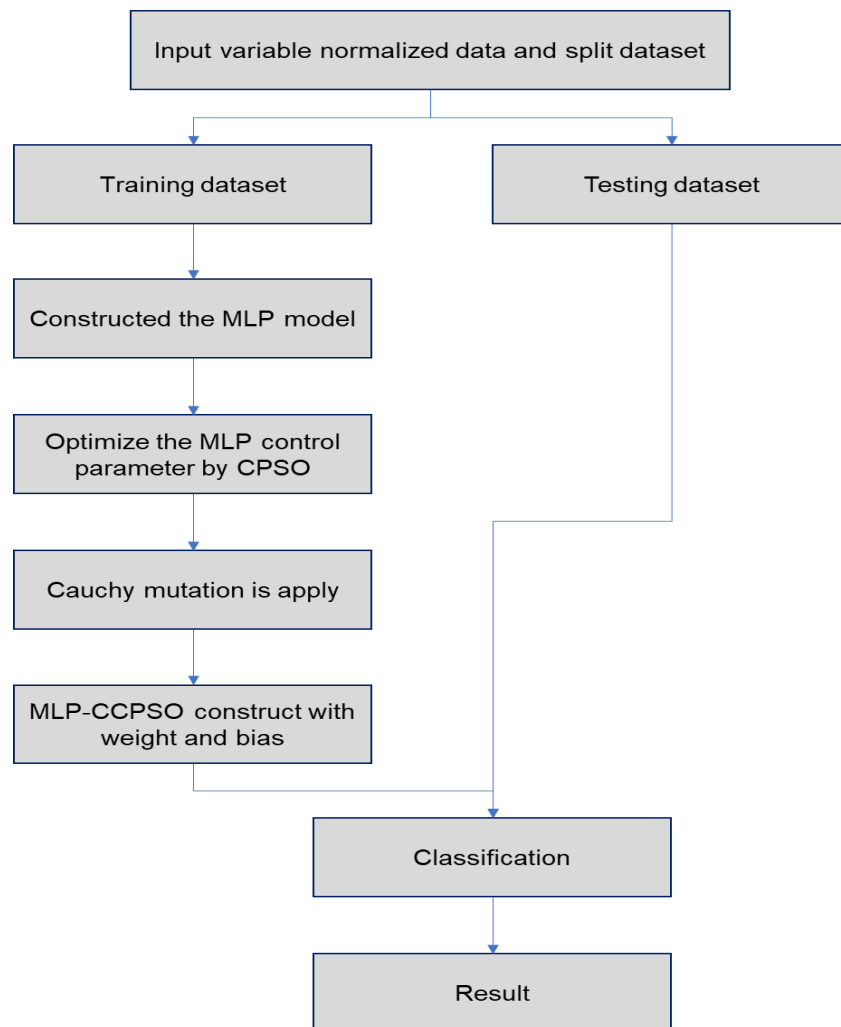 Input variable normalized data and split dataset
Training dataset
Testing dataset
Constructed the MLP model
Optimize the MLP control
parameter by CPSO
Cauchy mutation is apply
MLP-CCPSO construct with
weight and bias
Classification
Result